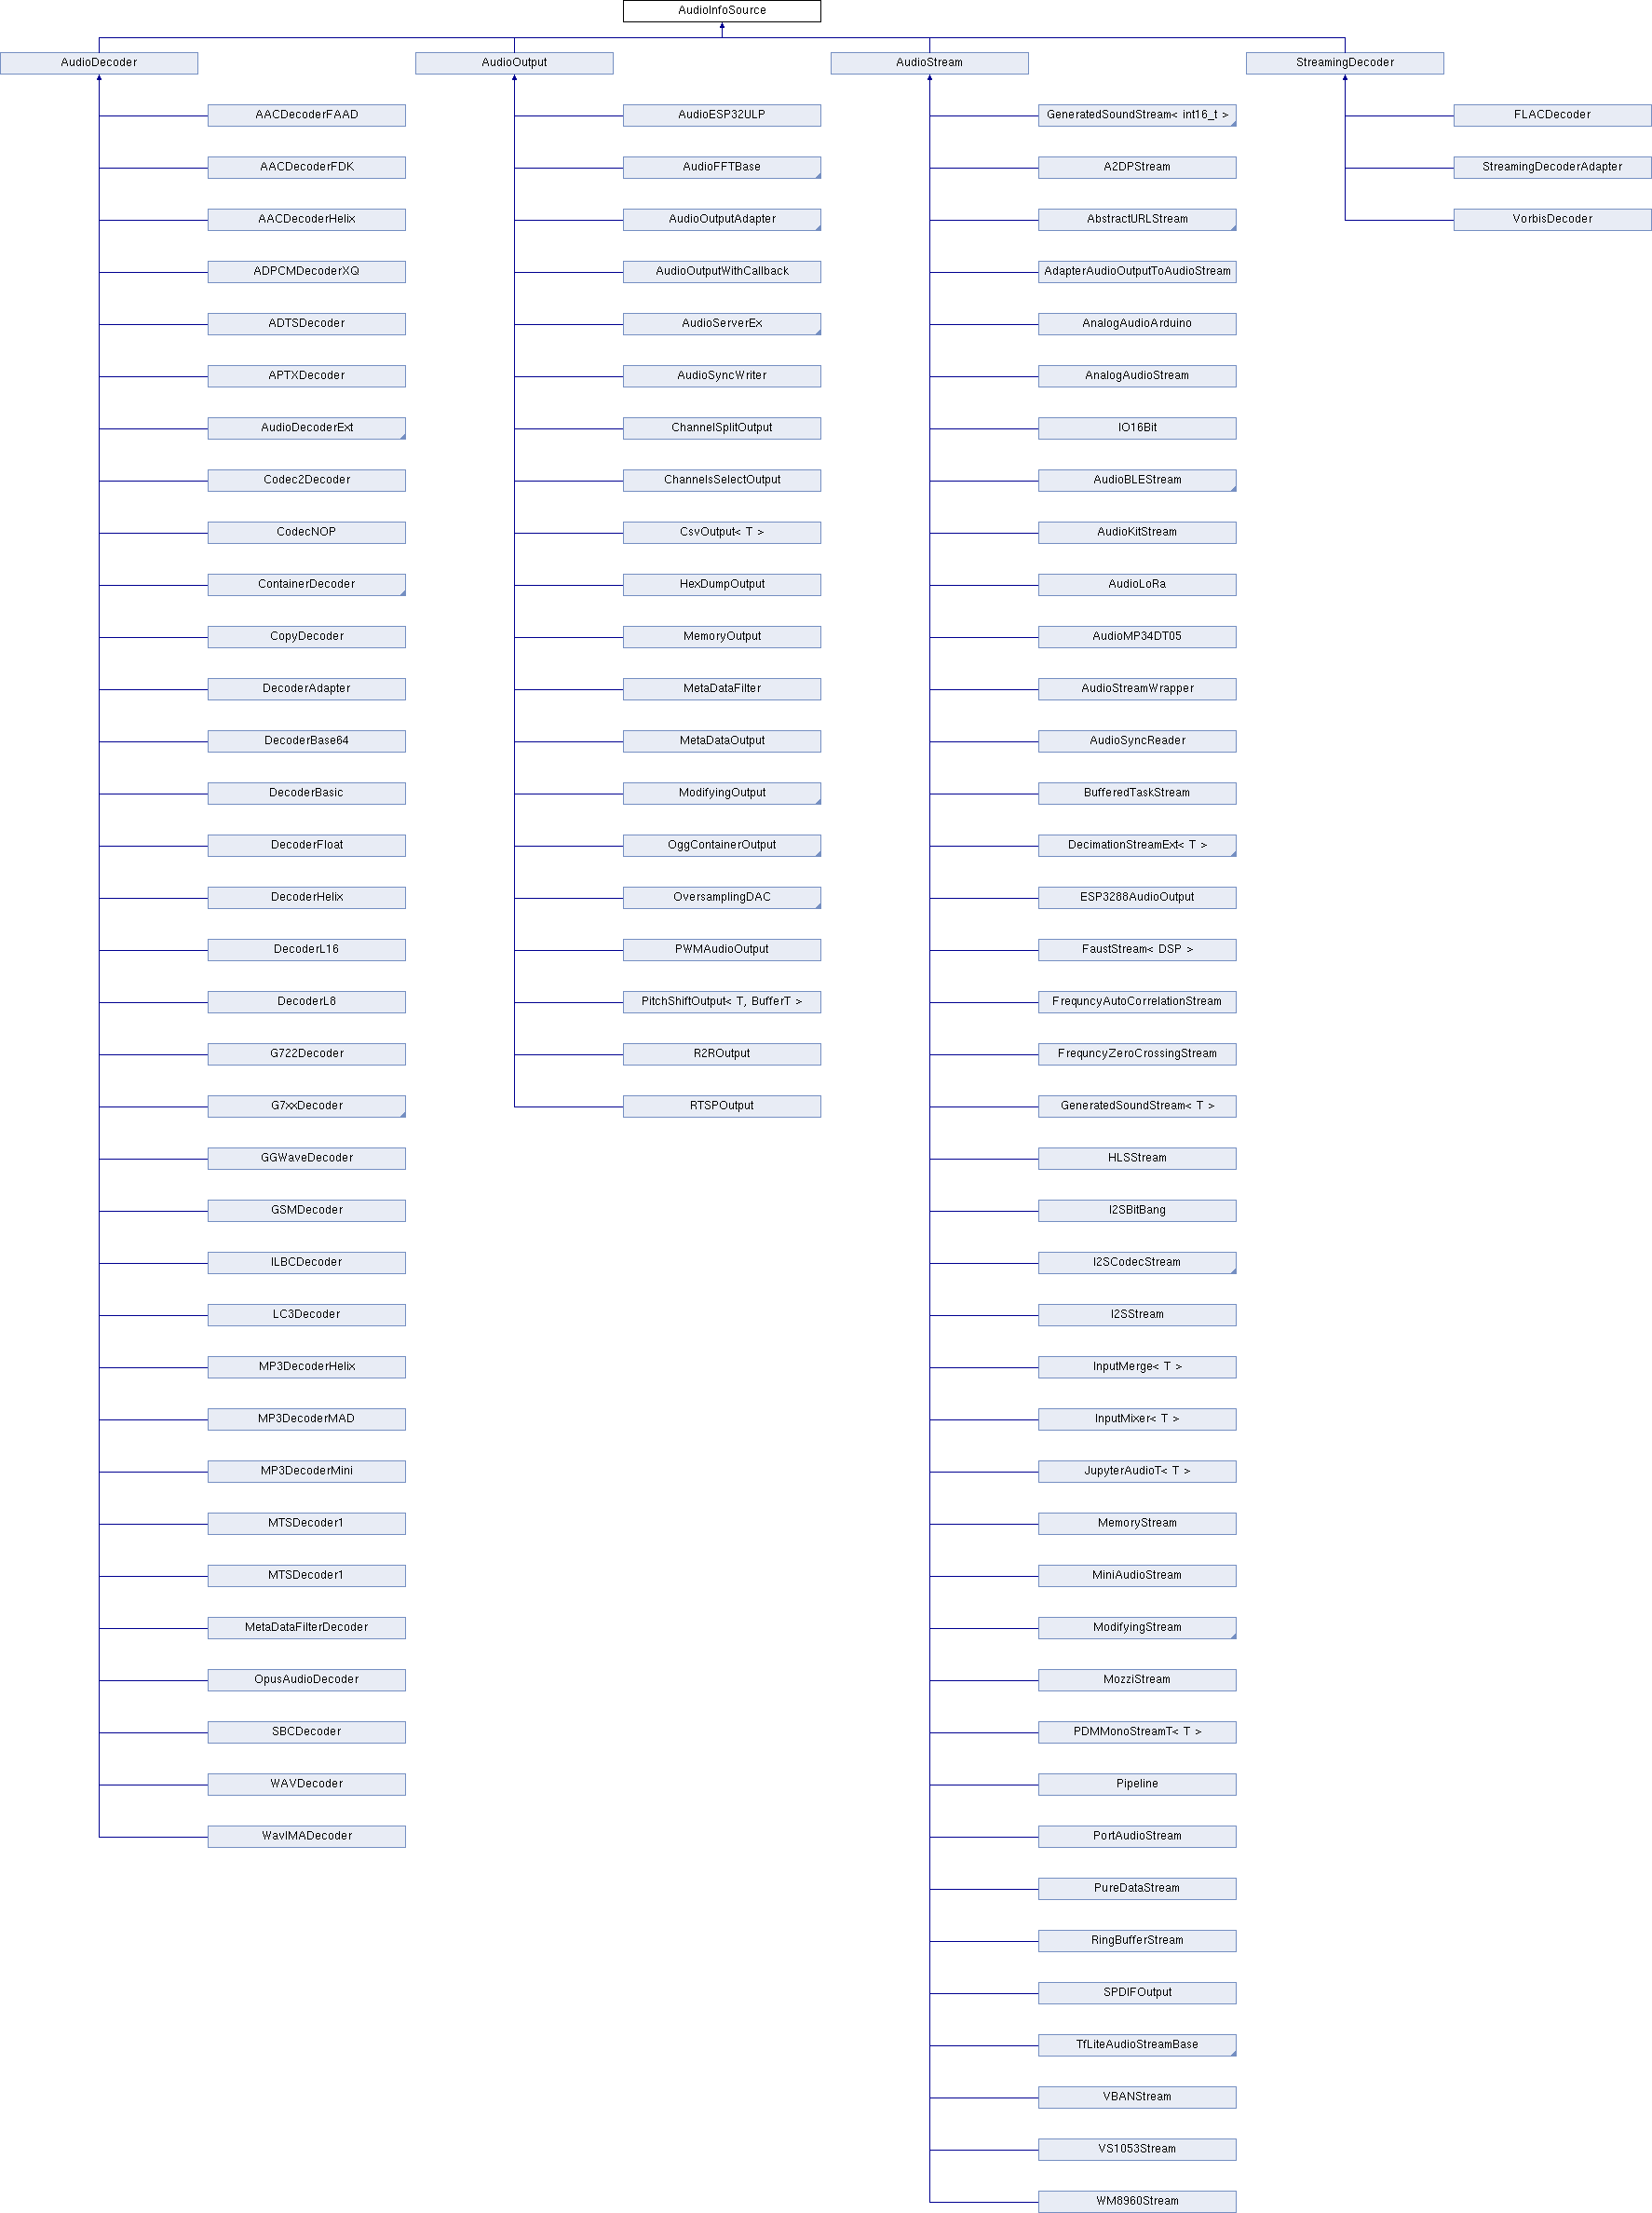 AudioInfoSource
AudioDecoder
AudioOutput
AudioStream
StreamingDecoder
AACDecoderFAAD
AACDecoderFDK
AACDecoderHelix
ADPCMDecoderXQ
ADTSDecoder
APTXDecoder
AudioDecoderExt
Codec2Decoder
CodecNOP
ContainerDecoder
CopyDecoder
DecoderAdapter
DecoderBase64
DecoderBasic
DecoderFloat
DecoderHelix
DecoderL16
DecoderL8
G722Decoder
G7xxDecoder
GGWaveDecoder
GSMDecoder
ILBCDecoder
LC3Decoder
MP3DecoderHelix
MP3DecoderMAD
MP3DecoderMini
MTSDecoder1
MTSDecoder1
MetaDataFilterDecoder
OpusAudioDecoder
SBCDecoder
WAVDecoder
WavIMADecoder
AudioESP32ULP
AudioFFTBase
AudioOutputAdapter
AudioOutputWithCallback
AudioServerEx
AudioSyncWriter
ChannelSplitOutput
ChannelsSelectOutput
CsvOutput< T >
HexDumpOutput
MemoryOutput
MetaDataFilter
MetaDataOutput
ModifyingOutput
OggContainerOutput
OversamplingDAC
PWMAudioOutput
PitchShiftOutput< T, BufferT >
R2ROutput
RTSPOutput
GeneratedSoundStream< int16_t >
A2DPStream
AbstractURLStream
AdapterAudioOutputToAudioStream
AnalogAudioArduino
AnalogAudioStream
IO16Bit
AudioBLEStream
AudioKitStream
AudioLoRa
AudioMP34DT05
AudioStreamWrapper
AudioSyncReader
BufferedTaskStream
DecimationStreamExt< T >
ESP3288AudioOutput
FaustStream< DSP >
FrequncyAutoCorrelationStream
FrequncyZeroCrossingStream
GeneratedSoundStream< T >
HLSStream
I2SBitBang
I2SCodecStream
I2SStream
InputMerge< T >
InputMixer< T >
JupyterAudioT< T >
MemoryStream
MiniAudioStream
ModifyingStream
MozziStream
PDMMonoStreamT< T >
Pipeline
PortAudioStream
PureDataStream
RingBufferStream
SPDIFOutput
TfLiteAudioStreamBase
VBANStream
VS1053Stream
WM8960Stream
FLACDecoder
StreamingDecoderAdapter
VorbisDecoder